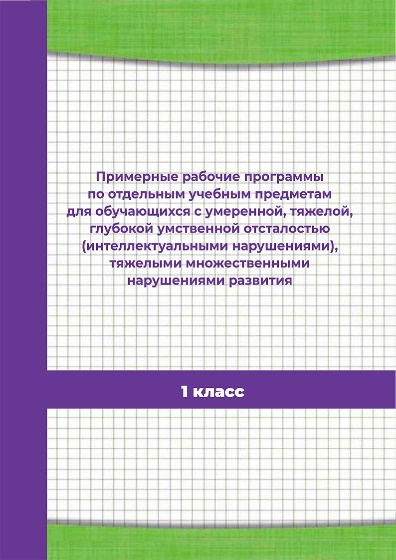 Примерные рабочие программы
по отдельным учебным предметам
для обучающихся с умеренной, тяжелой,
глубокой умственной отсталостью
(интеллектуальными нарушениями),
тяжелыми множественными
нарушениями развития
1 класс